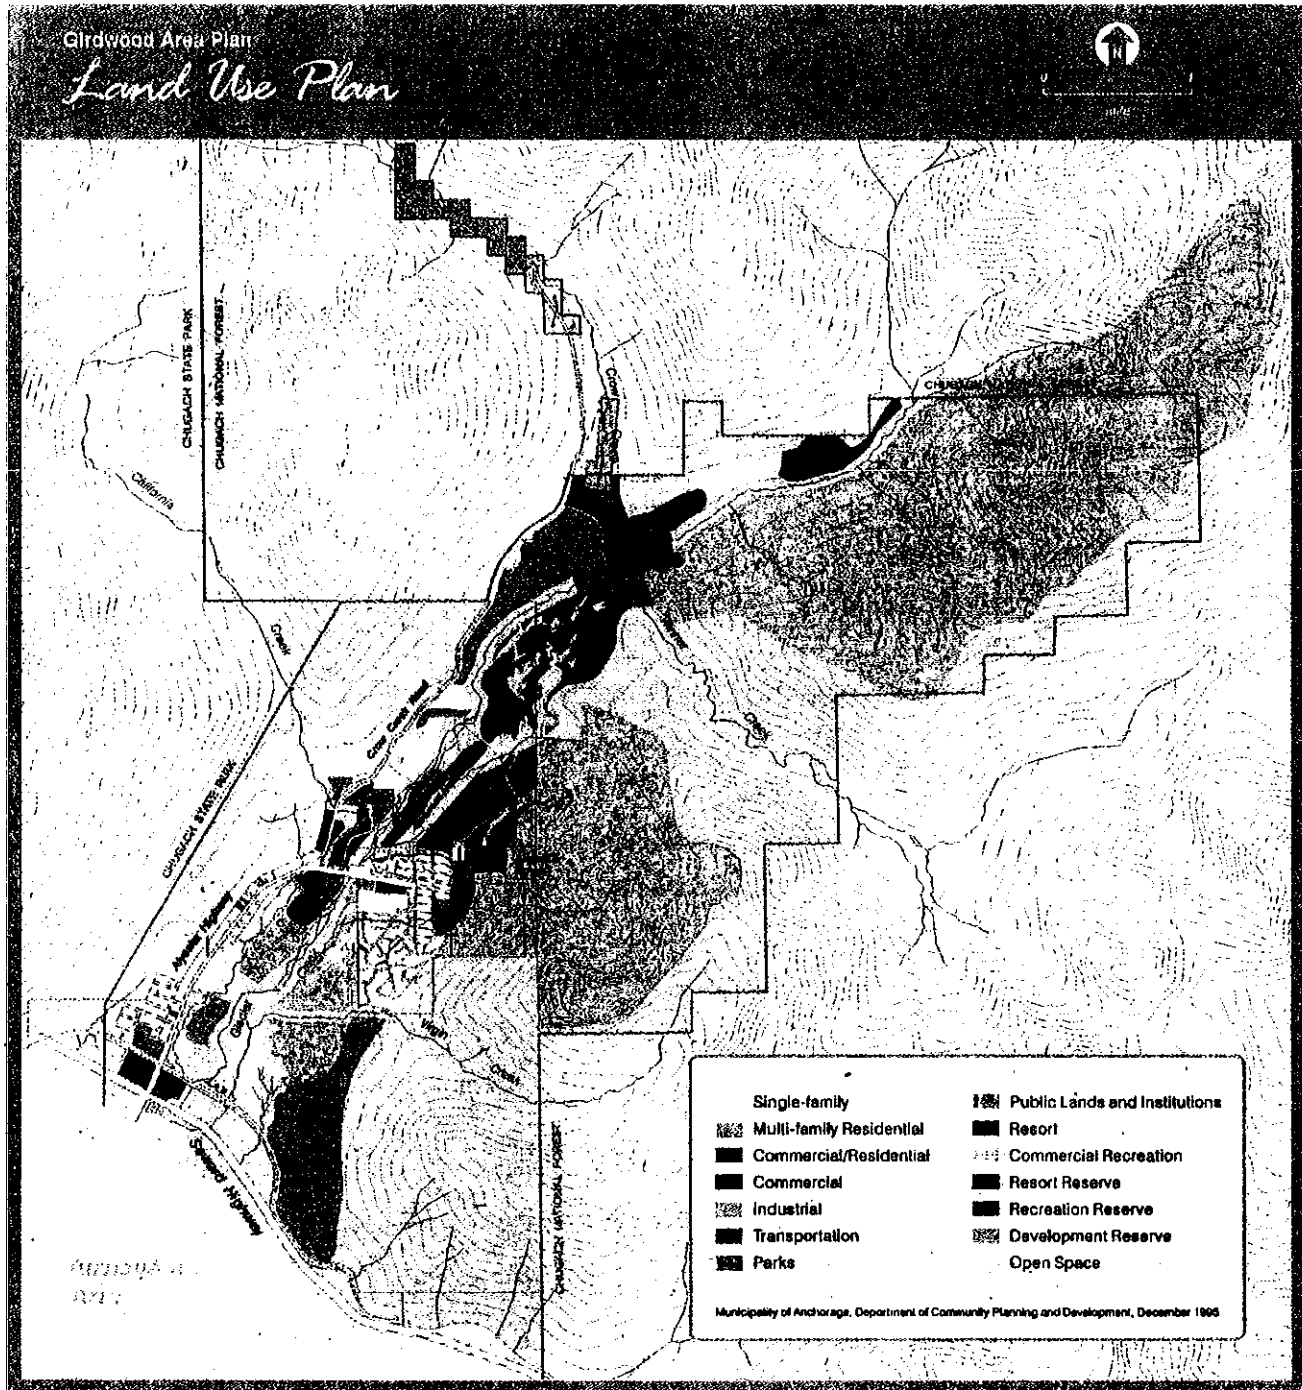 Girdwood Area Plan
Land Use Plan
N
mile
CHUGACH STATE PARK
CHUGACH NATIONAL FOREST
California
Creek
Crow Creek Road
CHUGACH STATE PARK
Alyeska Highway
Virgin
Creek
Creek
Seward Highway
CHUGACH NATIONAL FOREST
Single-family
Multi-family Residential
Commercial/Residential
Commercial
Industrial
Transportation
Parks
Public Lands and Institutions
Resort
Commercial Recreation
Resort Reserve
Recreation Reserve
Development Reserve
Open Space
Municipality of Anchorage, Department of Community Planning and Development, December 1995